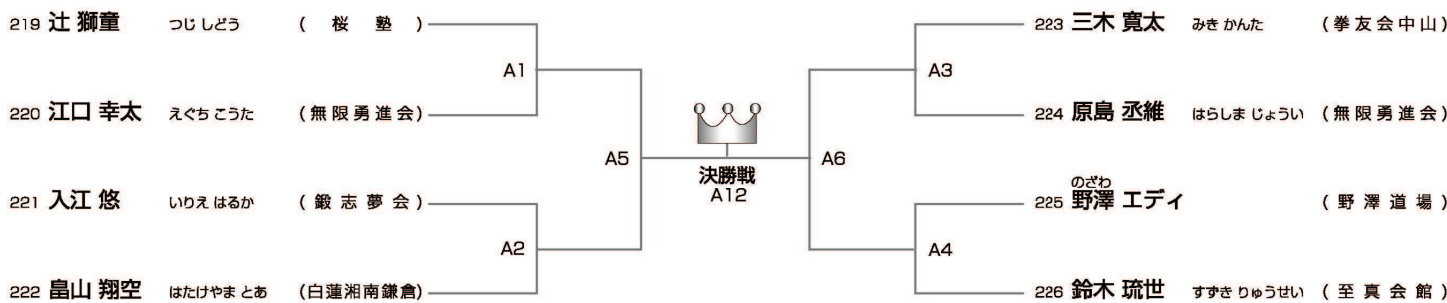 219 辻 獅童 つじ しどう (桜塾)
A1
220 江口 幸太 えぐち こうた (無限勇進会)
A5
221 入江 悠 いりえ はるか (鍛志夢会)
A2
222 畠山 翔空 はたけやま とあ (白蓮湘南鎌倉)
決勝戦
A12
223 三木 寛太 みき かんた (拳友会中山)
A3
224 原島 丞維 はらしま じょうい (無限勇進会)
A6
のざわ
225 野澤 エディ (野澤道場)
A4
226 鈴木 琉世 すずき りゅうせい (至真会館)